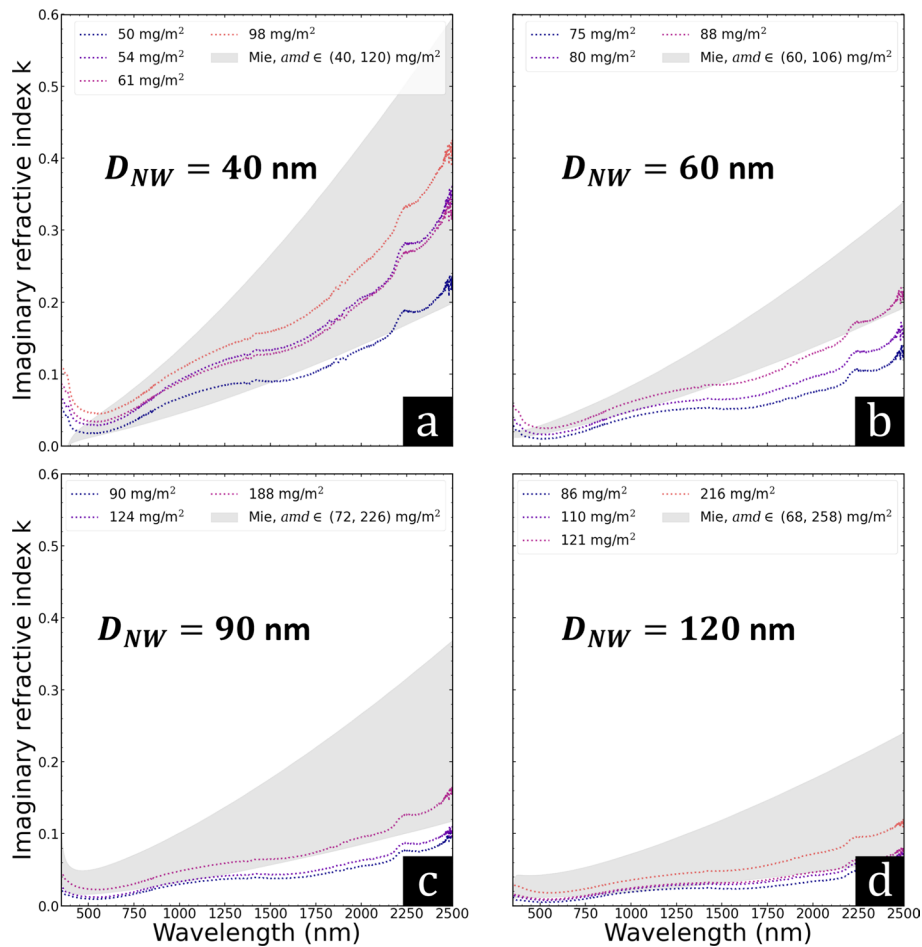 Imaginary refractive index k
0.6
0.5
0.4
0.3
0.2
0.1
0.0
50 mg/m²
54 mg/m²
61 mg/m²
98 mg/m²
Mie, amd ∈ (40, 120) mg/m²
D_NW = 40 nm
a
75 mg/m²
80 mg/m²
88 mg/m²
Mie, amd ∈ (60, 106) mg/m²
D_NW = 60 nm
b
Imaginary refractive index k
0.6
0.5
0.4
0.3
0.2
0.1
0.0
90 mg/m²
124 mg/m²
188 mg/m²
Mie, amd ∈ (72, 226) mg/m²
D_NW = 90 nm
c
500 750 1000 1250 1500 1750 2000 2250 2500
Wavelength (nm)
86 mg/m²
110 mg/m²
121 mg/m²
216 mg/m²
Mie, amd ∈ (68, 258) mg/m²
D_NW = 120 nm
d
500 750 1000 1250 1500 1750 2000 2250 2500
Wavelength (nm)